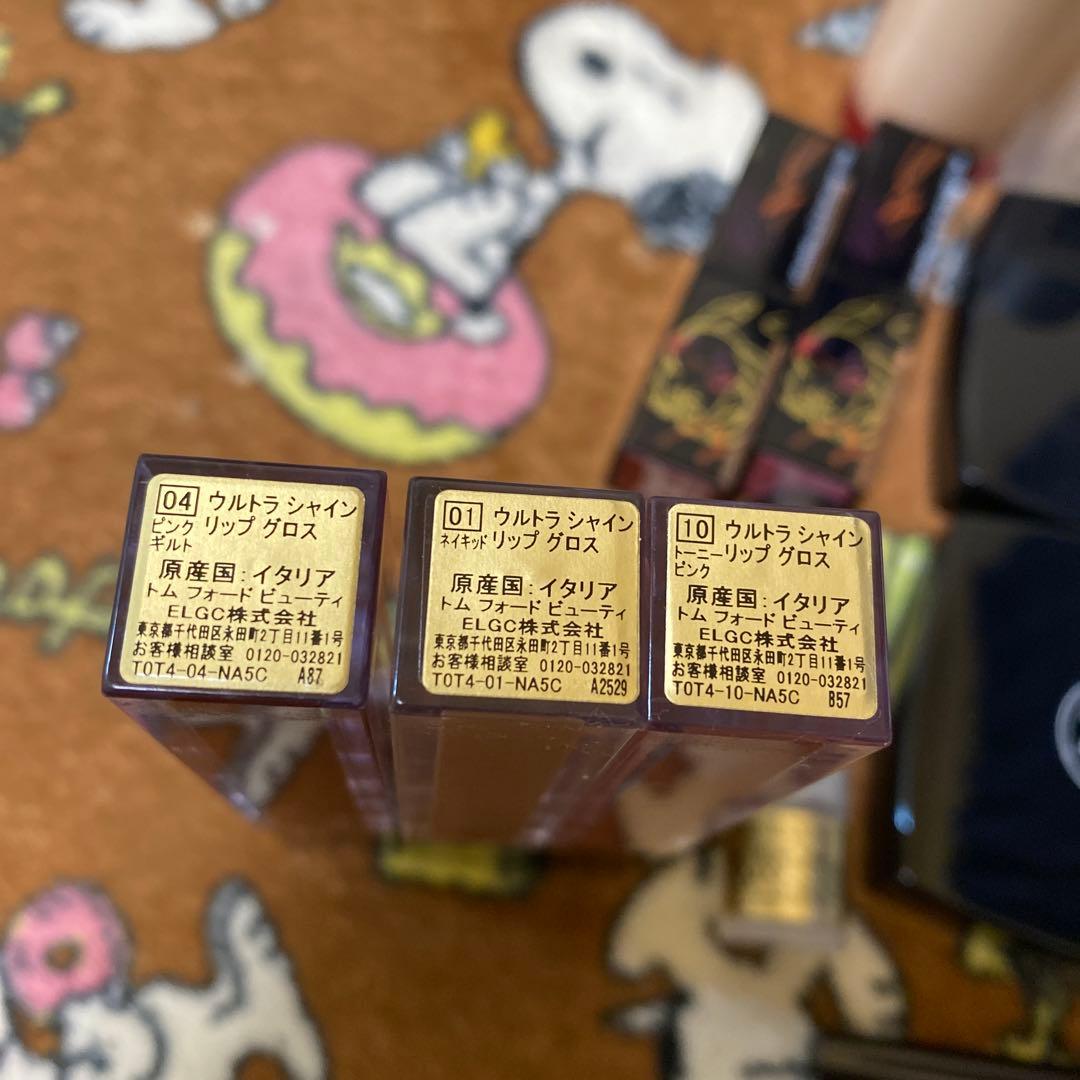 04 ウルトラ シャイン
ピンク リップ グロス
ギルト
原産国:イタリア
トム フォード ビューティ
ELGC株式会社
東京都千代田区永田町2丁目11番1号
お客様相談室 0120-032821
T0T4-04-NA5C A87
01 ウルトラ シャイン
ネイキッド リップ グロス
原産国:イタリア
トム フォード ビューティ
ELGC株式会社
東京都千代田区永田町2丁目11番1号
お客様相談室 0120-032821
T0T4-01-NA5C A2529
10 ウルトラ シャイン
トーニー リップ グロス
ピンク
原産国:イタリア
トム フォード ビューティ
ELGC株式会社
東京都千代田区永田町2丁目11番1号
お客様相談室 0120-032821
T0T4-10-NA5C B57